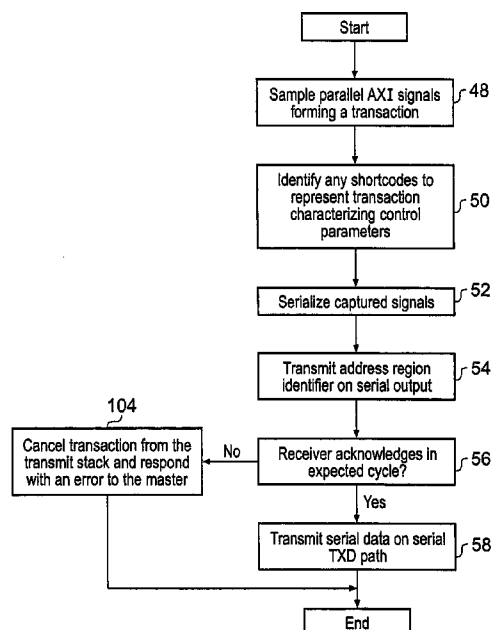 Start
Sample parallel AXI signals
forming a transaction
48
Identify any shortcodes to
represent transaction
characterizing control
parameters
50
Serialize captured signals
52
Transmit address region
identifier on serial output
54
104
Cancel transaction from the
transmit stack and respond
with an error to the master
No
Receiver acknowledges in
expected cycle?
56
Yes
Transmit serial data on serial
TXD path
58
End